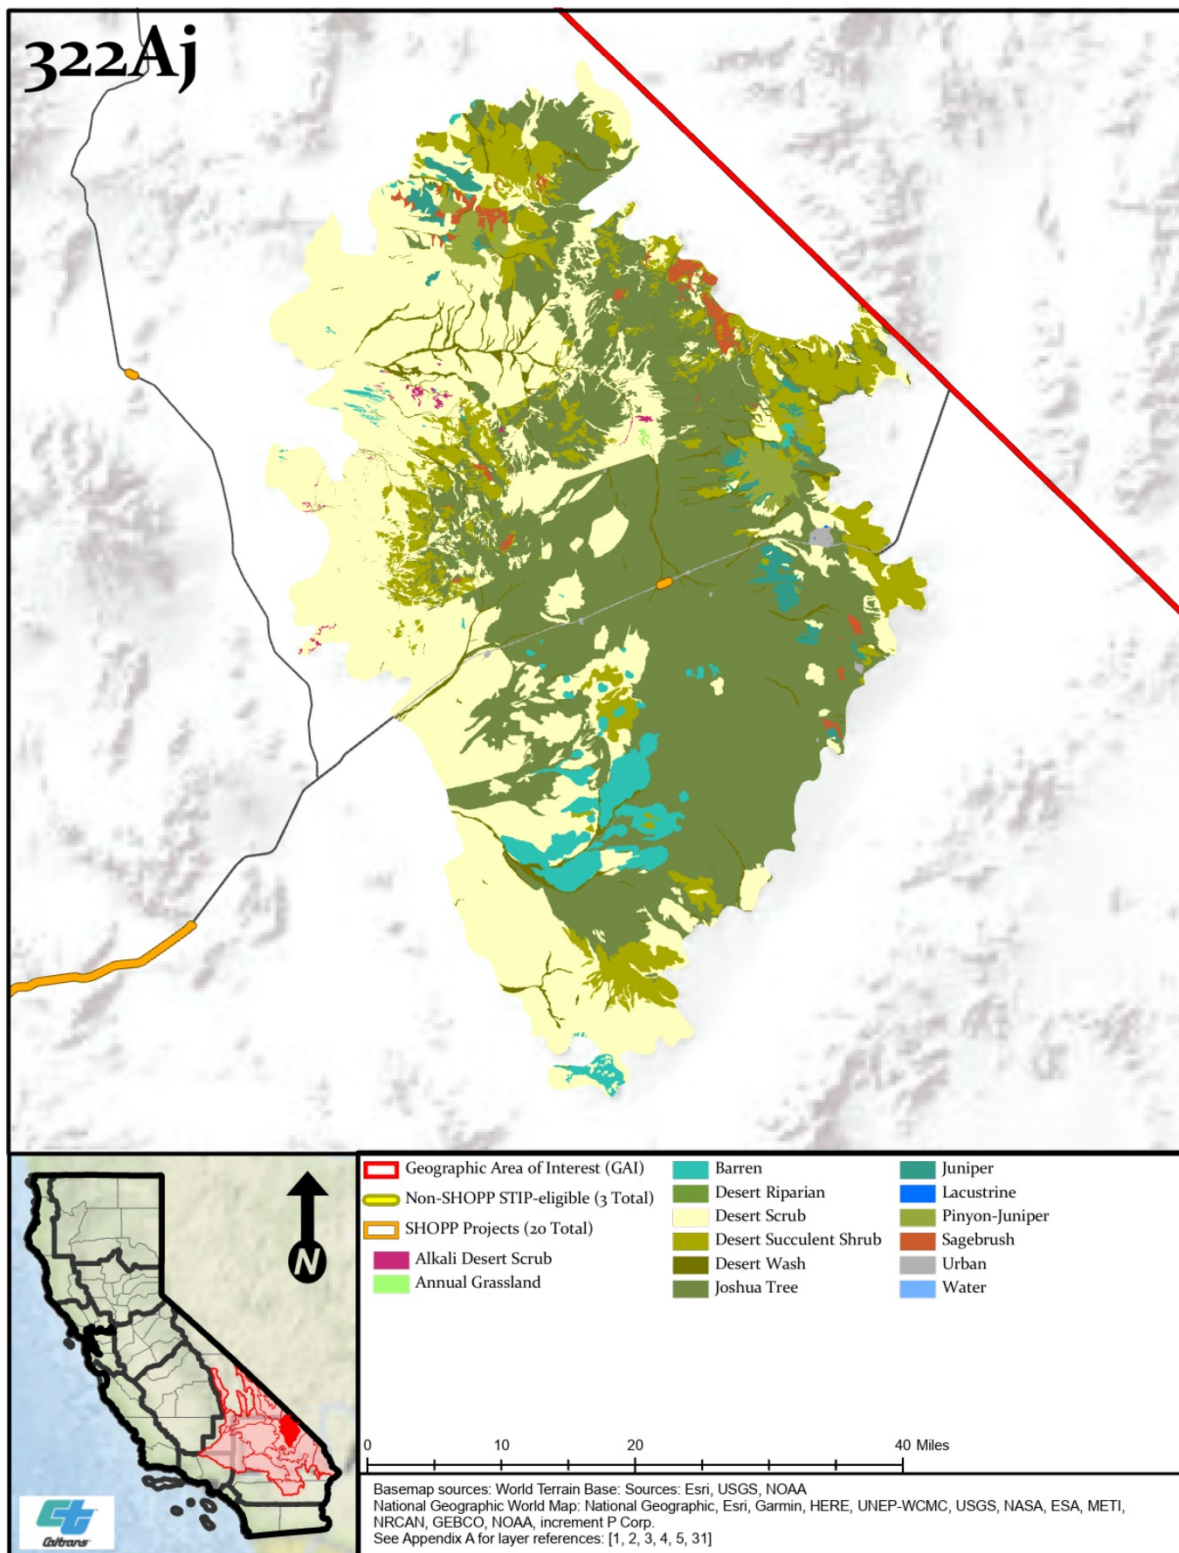 322Aj
N
Caltrans
Geographic Area of Interest (GAI)
Non-SHOPP STIP-eligible (3 Total)
SHOPP Projects (20 Total)
Alkali Desert Scrub
Annual Grassland
Barren
Desert Riparian
Desert Scrub
Desert Succulent Shrub
Desert Wash
Joshua Tree
Juniper
Lacustrine
Pinyon-Juniper
Sagebrush
Urban
Water
0 10 20 40 Miles
Basemap sources: World Terrain Base: Sources: Esri, USGS, NOAA
National Geographic World Map: National Geographic, Esri, Garmin, HERE, UNEP-WCMC, USGS, NASA, ESA, METI,
NRCAN, GEBCO, NOAA, increment P Corp.
See Appendix A for layer references: [1, 2, 3, 4, 5, 31]